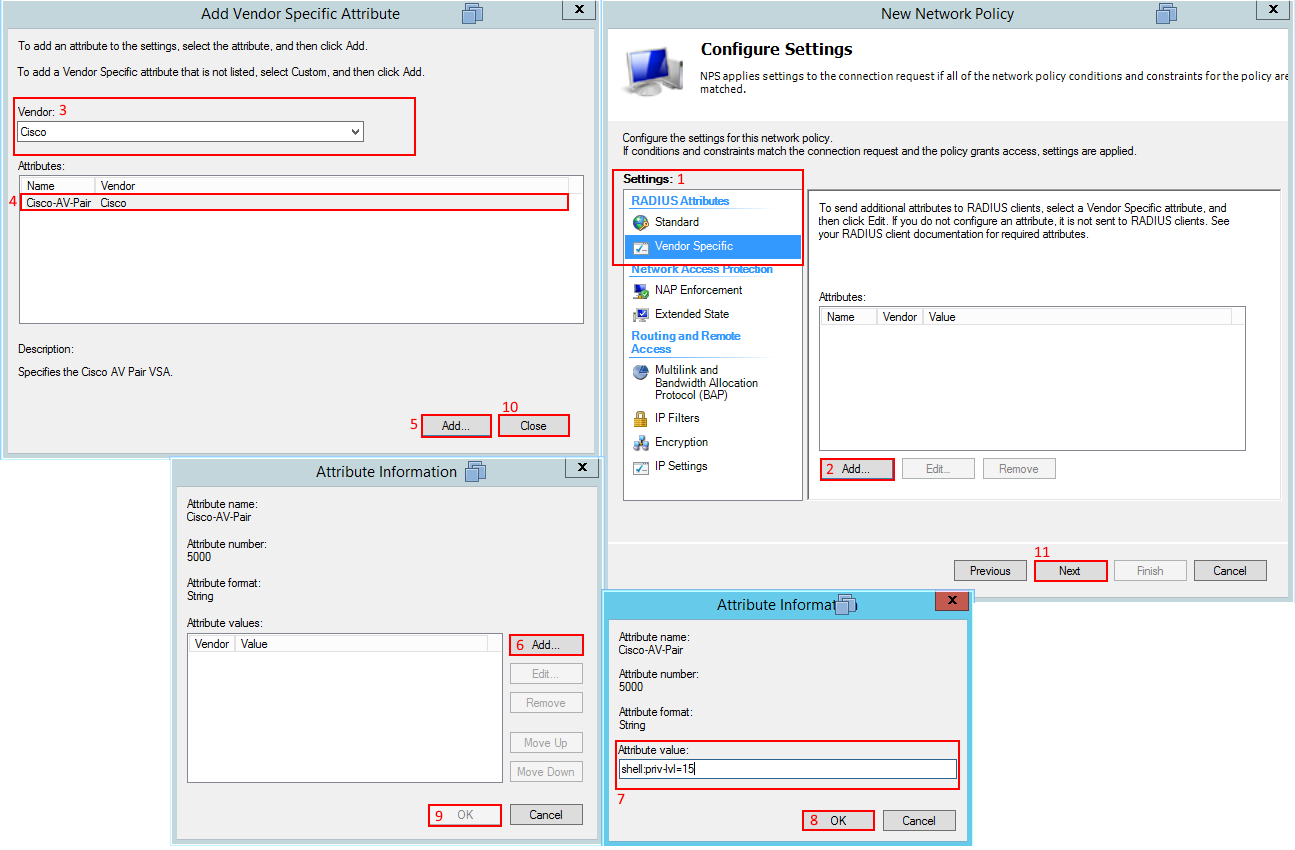 Add Vendor Specific Attribute
X
To add an attribute to the settings, select the attribute, and then click Add.
To add a Vendor Specific attribute that is not listed, select Custom, and then click Add.
Vendor: 3
Cisco
Attributes:
Name Vendor
4 Cisco-AV-Pair Cisco
Description:
Specifies the Cisco AV Pair VSA.
10
5 Add... Close
New Network Policy
X
Configure Settings
NPS applies settings to the connection request if all of the network policy conditions and constraints for the policy are
matched.
Configure the settings for this network policy.
If conditions and constraints match the connection request and the policy grants access, settings are applied.
Settings: 1
RADIUS Attributes
Standard
Vendor Specific
Network Access Protection
NAP Enforcement
Extended State
Routing and Remote
Access
Multilink and
Bandwidth Allocation
Protocol (BAP)
IP Filters
Encryption
IP Settings
To send additional attributes to RADIUS clients, select a Vendor Specific attribute, and
then click Edit. If you do not configure an attribute, it is not sent to RADIUS clients. See
your RADIUS client documentation for required attributes.
Attributes:
Name Vendor Value
2 Add... Edit... Remove
11
Previous Next Finish Cancel
Attribute Information
X
Attribute name:
Cisco-AV-Pair
Attribute number:
5000
Attribute format:
String
Attribute values:
Vendor Value
6 Add...
Edit...
Remove
Move Up
Move Down
9 OK Cancel
Attribute Informat
X
Attribute name:
Cisco-AV-Pair
Attribute number:
5000
Attribute format:
String
Attribute value:
shell:priv-lvl=15
7
8 OK Cancel